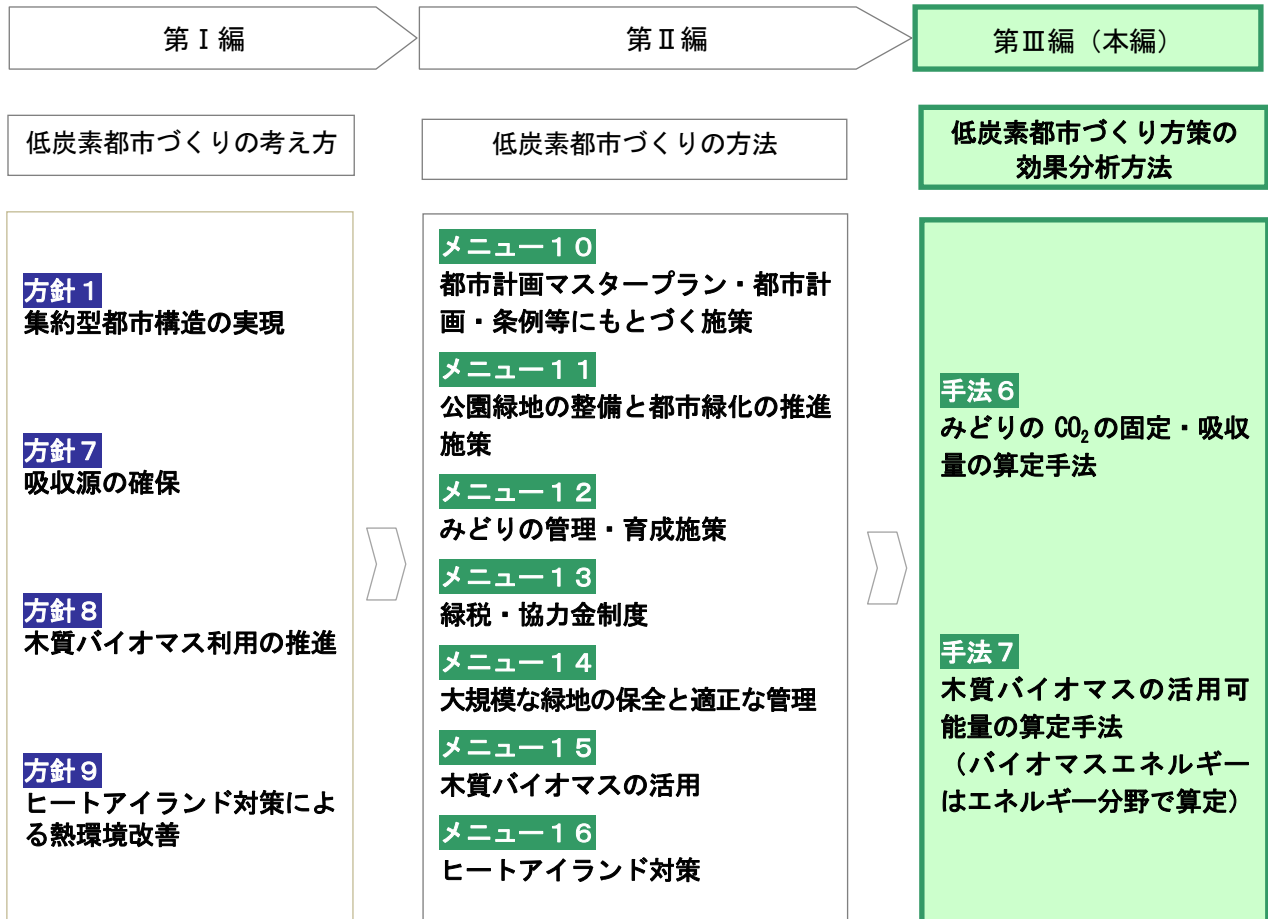 第Ⅰ編
第Ⅱ編
第Ⅲ編（本編）
低炭素都市づくりの考え方
低炭素都市づくりの方法
低炭素都市づくり方策の
効果分析方法
方針１
集約型都市構造の実現
方針７
吸収源の確保
方針８
木質バイオマス利用の推進
方針９
ヒートアイランド対策によ
る熱環境改善
メニュー１０
都市計画マスタープラン・都市計
画・条例等にもとづく施策
メニュー１１
公園緑地の整備と都市緑化の推進
施策
メニュー１２
みどりの管理・育成施策
メニュー１３
緑税・協力金制度
メニュー１４
大規模な緑地の保全と適正な管理
メニュー１５
木質バイオマスの活用
メニュー１６
ヒートアイランド対策
手法６
みどりの CO₂の固定・吸収
量の算定手法
手法７
木質バイオマスの活用可
能量の算定手法
（バイオマスエネルギー
はエネルギー分野で算定）